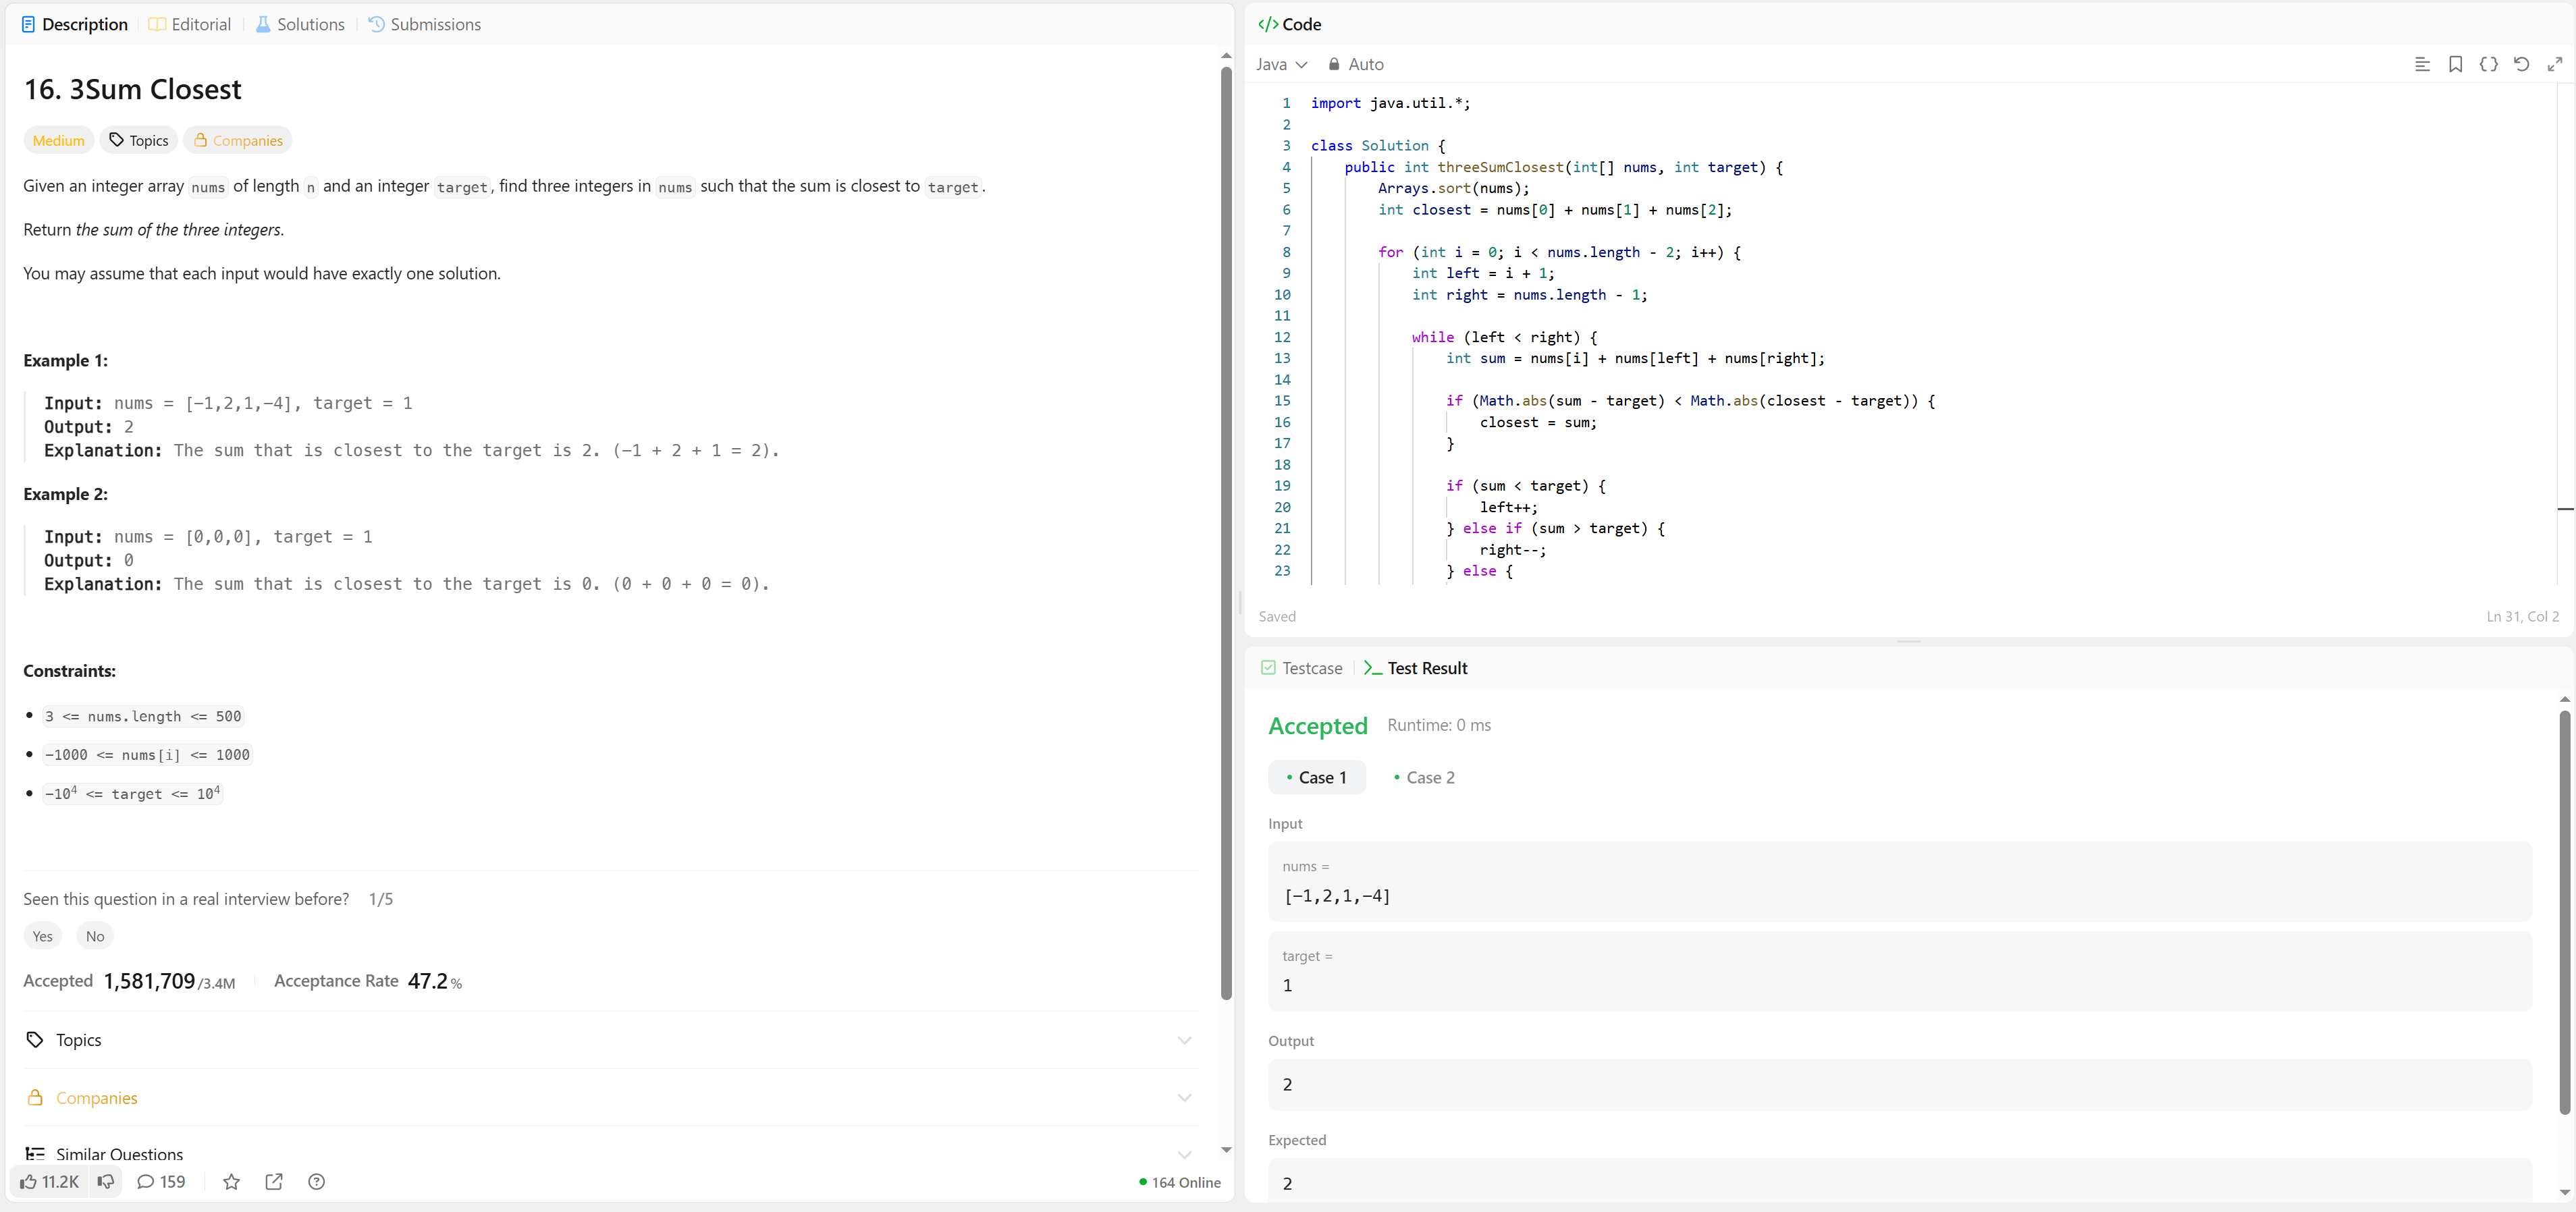 Description
Editorial
Solutions
Submissions
16. 3Sum Closest
Medium
Topics
Companies
Given an integer array nums of length n and an integer target, find three integers in nums such that the sum is closest to target.
Return the sum of the three integers.
You may assume that each input would have exactly one solution.
Example 1:
Input: nums = [-1,2,1,-4], target = 1
Output: 2
Explanation: The sum that is closest to the target is 2. (-1 + 2 + 1 = 2).
Example 2:
Input: nums = [0,0,0], target = 1
Output: 0
Explanation: The sum that is closest to the target is 0. (0 + 0 + 0 = 0).
Constraints:
3 <= nums.length <= 500
-1000 <= nums[i] <= 1000
-10⁴ <= target <= 10⁴
Seen this question in a real interview before? 1/5
Yes No
Accepted 1,581,709/3.4M Acceptance Rate 47.2%
Topics
Companies
Similar Questions
11.2K 159 164 Online
</> Code
Java Auto
1 import java.util.*;
2
3 class Solution {
4 public int threeSumClosest(int[] nums, int target) {
5 Arrays.sort(nums);
6 int closest = nums[0] + nums[1] + nums[2];
7
8 for (int i = 0; i < nums.length - 2; i++) {
9 int left = i + 1;
10 int right = nums.length - 1;
11
12 while (left < right) {
13 int sum = nums[i] + nums[left] + nums[right];
14
15 if (Math.abs(sum - target) < Math.abs(closest - target)) {
16 closest = sum;
17 }
18
19 if (sum < target) {
20 left++;
21 } else if (sum > target) {
22 right--;
23 } else {
Saved Ln 31, Col 2
Testcase
>_ Test Result
Accepted Runtime: 0 ms
• Case 1 • Case 2
Input
nums =
[-1,2,1,-4]
target =
1
Output
2
Expected
2